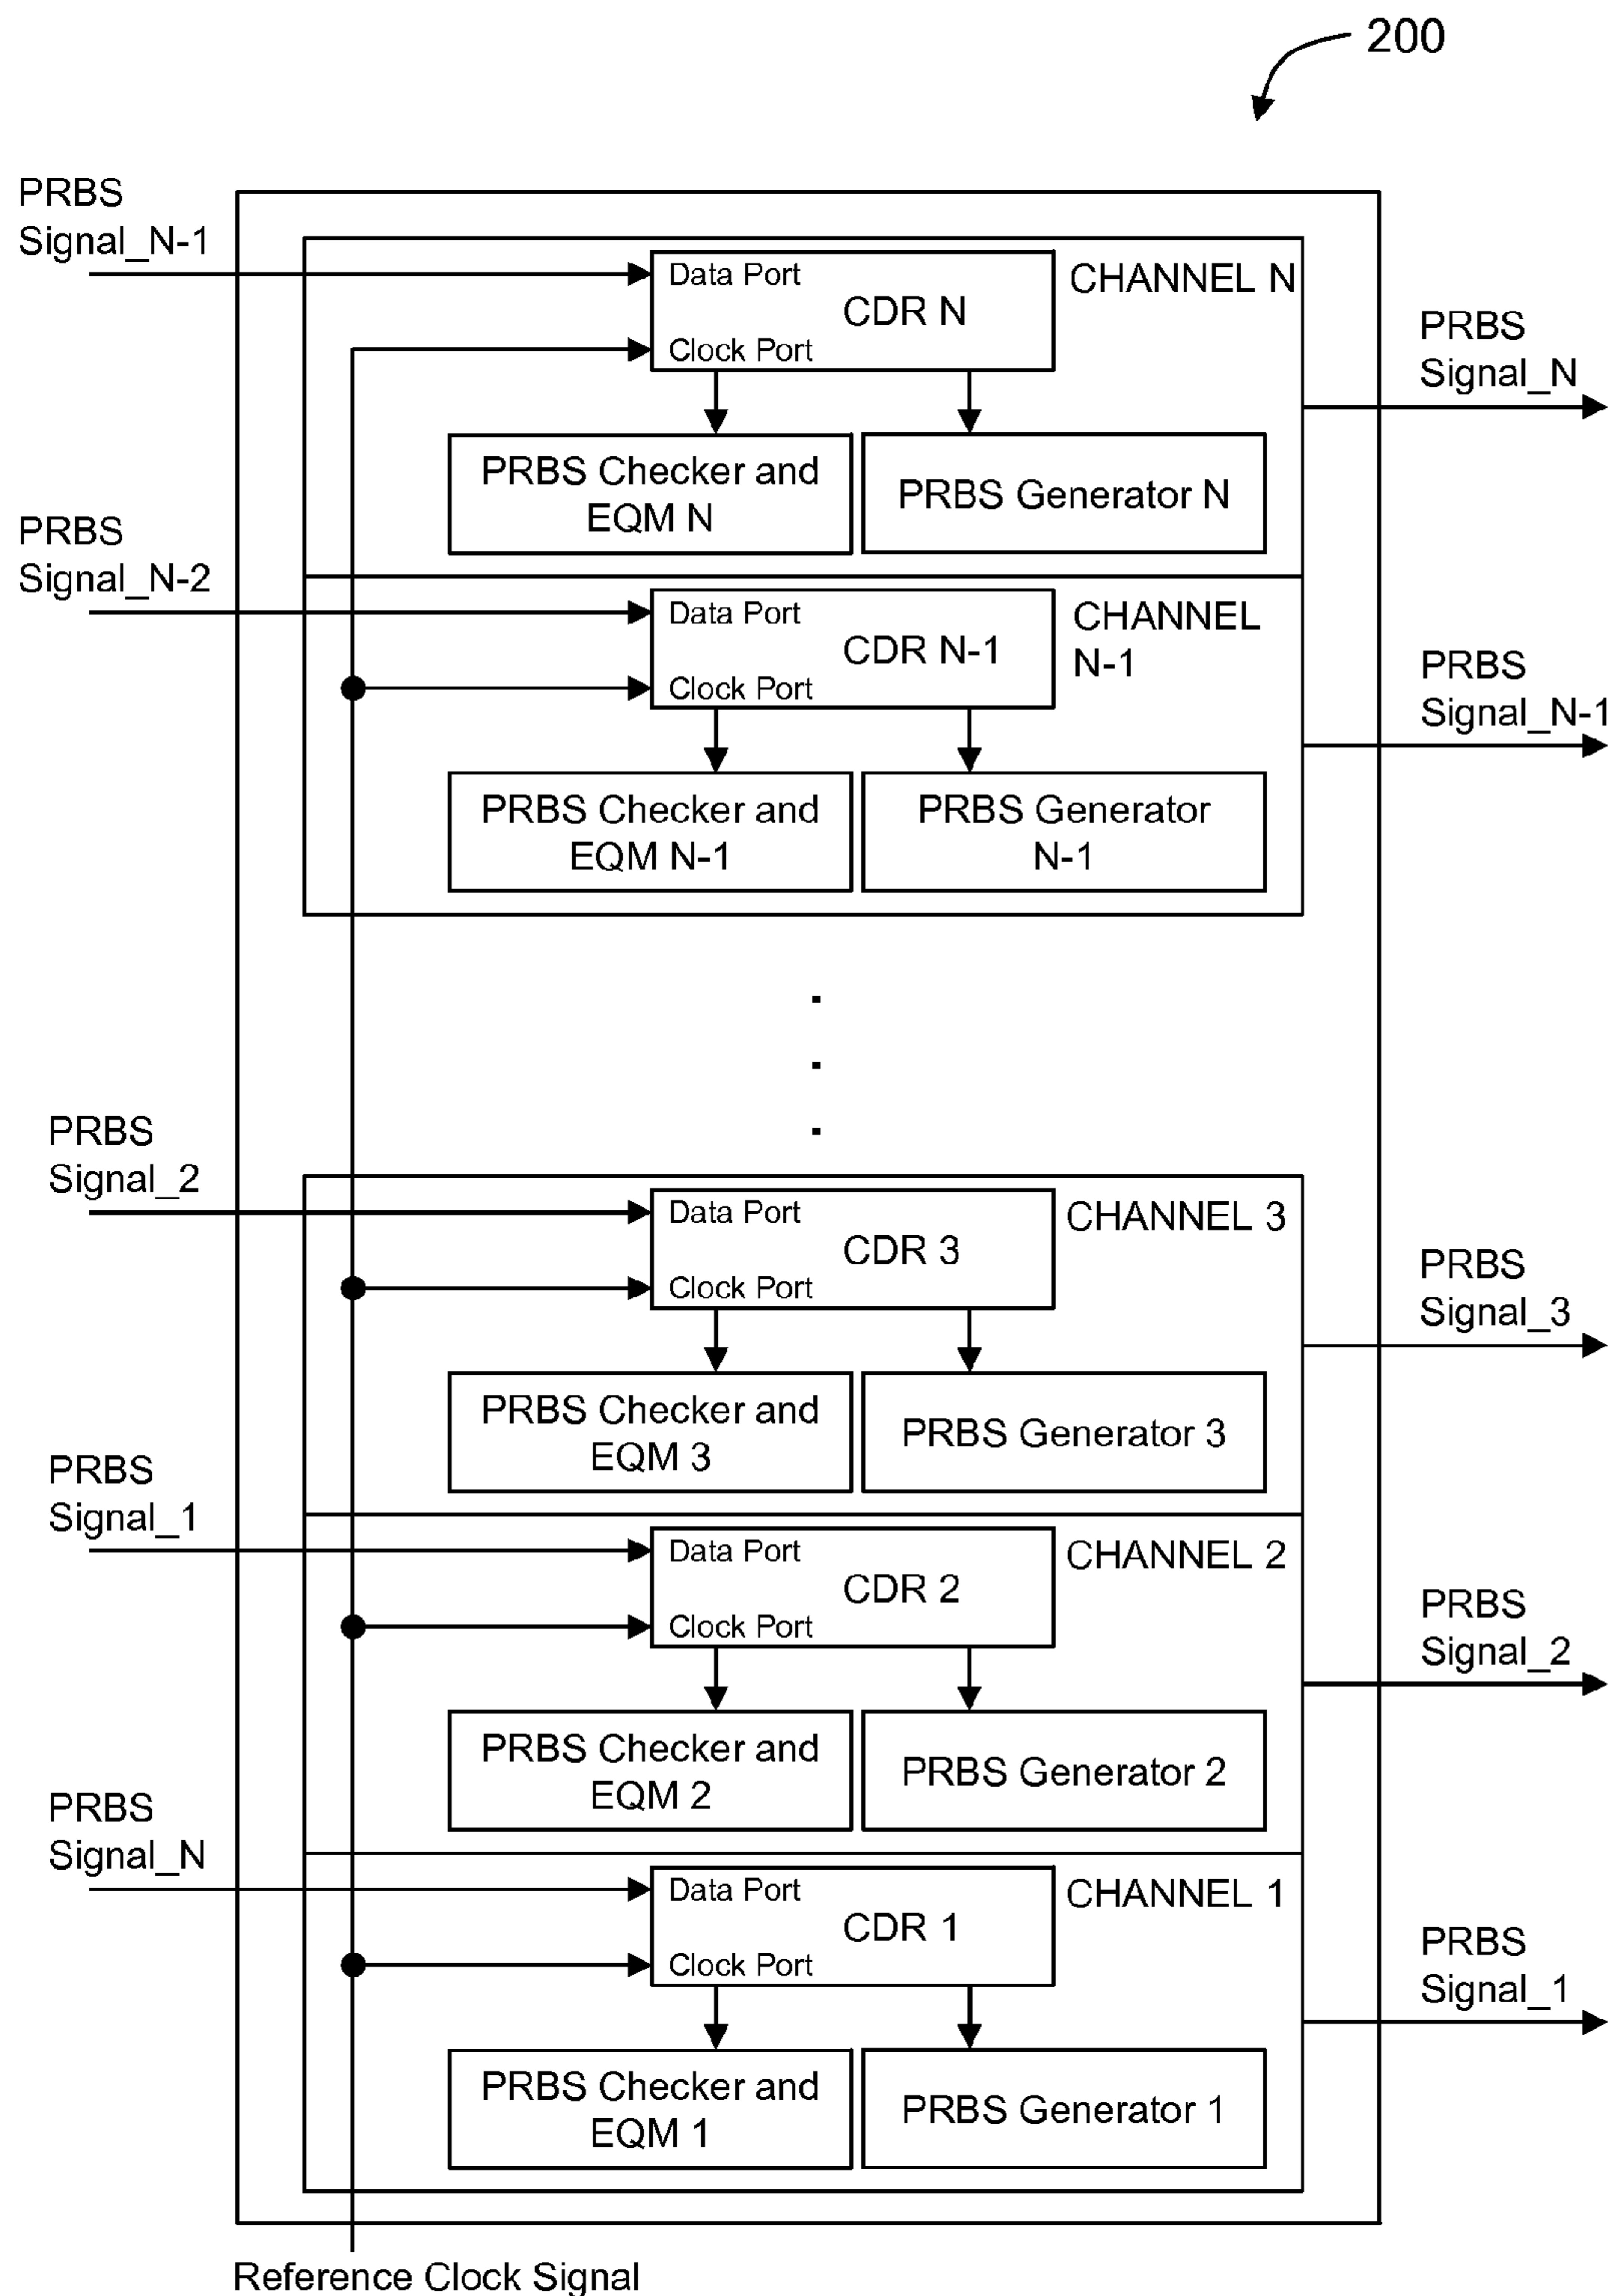 200
PRBS
Signal_N-1
Data Port
CDR N
Clock Port
CHANNEL N
PRBS
Signal_N
PRBS Checker and
EQM N
PRBS Generator N
PRBS
Signal_N-2
Data Port
CDR N-1
Clock Port
CHANNEL
N-1
PRBS
Signal_N-1
PRBS Checker and
EQM N-1
PRBS Generator
N-1
.
.
.
PRBS
Signal_2
Data Port
CDR 3
Clock Port
CHANNEL 3
PRBS
Signal_3
PRBS Checker and
EQM 3
PRBS Generator 3
PRBS
Signal_1
Data Port
CDR 2
Clock Port
CHANNEL 2
PRBS
Signal_2
PRBS Checker and
EQM 2
PRBS Generator 2
PRBS
Signal_N
Data Port
CDR 1
Clock Port
CHANNEL 1
PRBS
Signal_1
PRBS Checker and
EQM 1
PRBS Generator 1
Reference Clock Signal